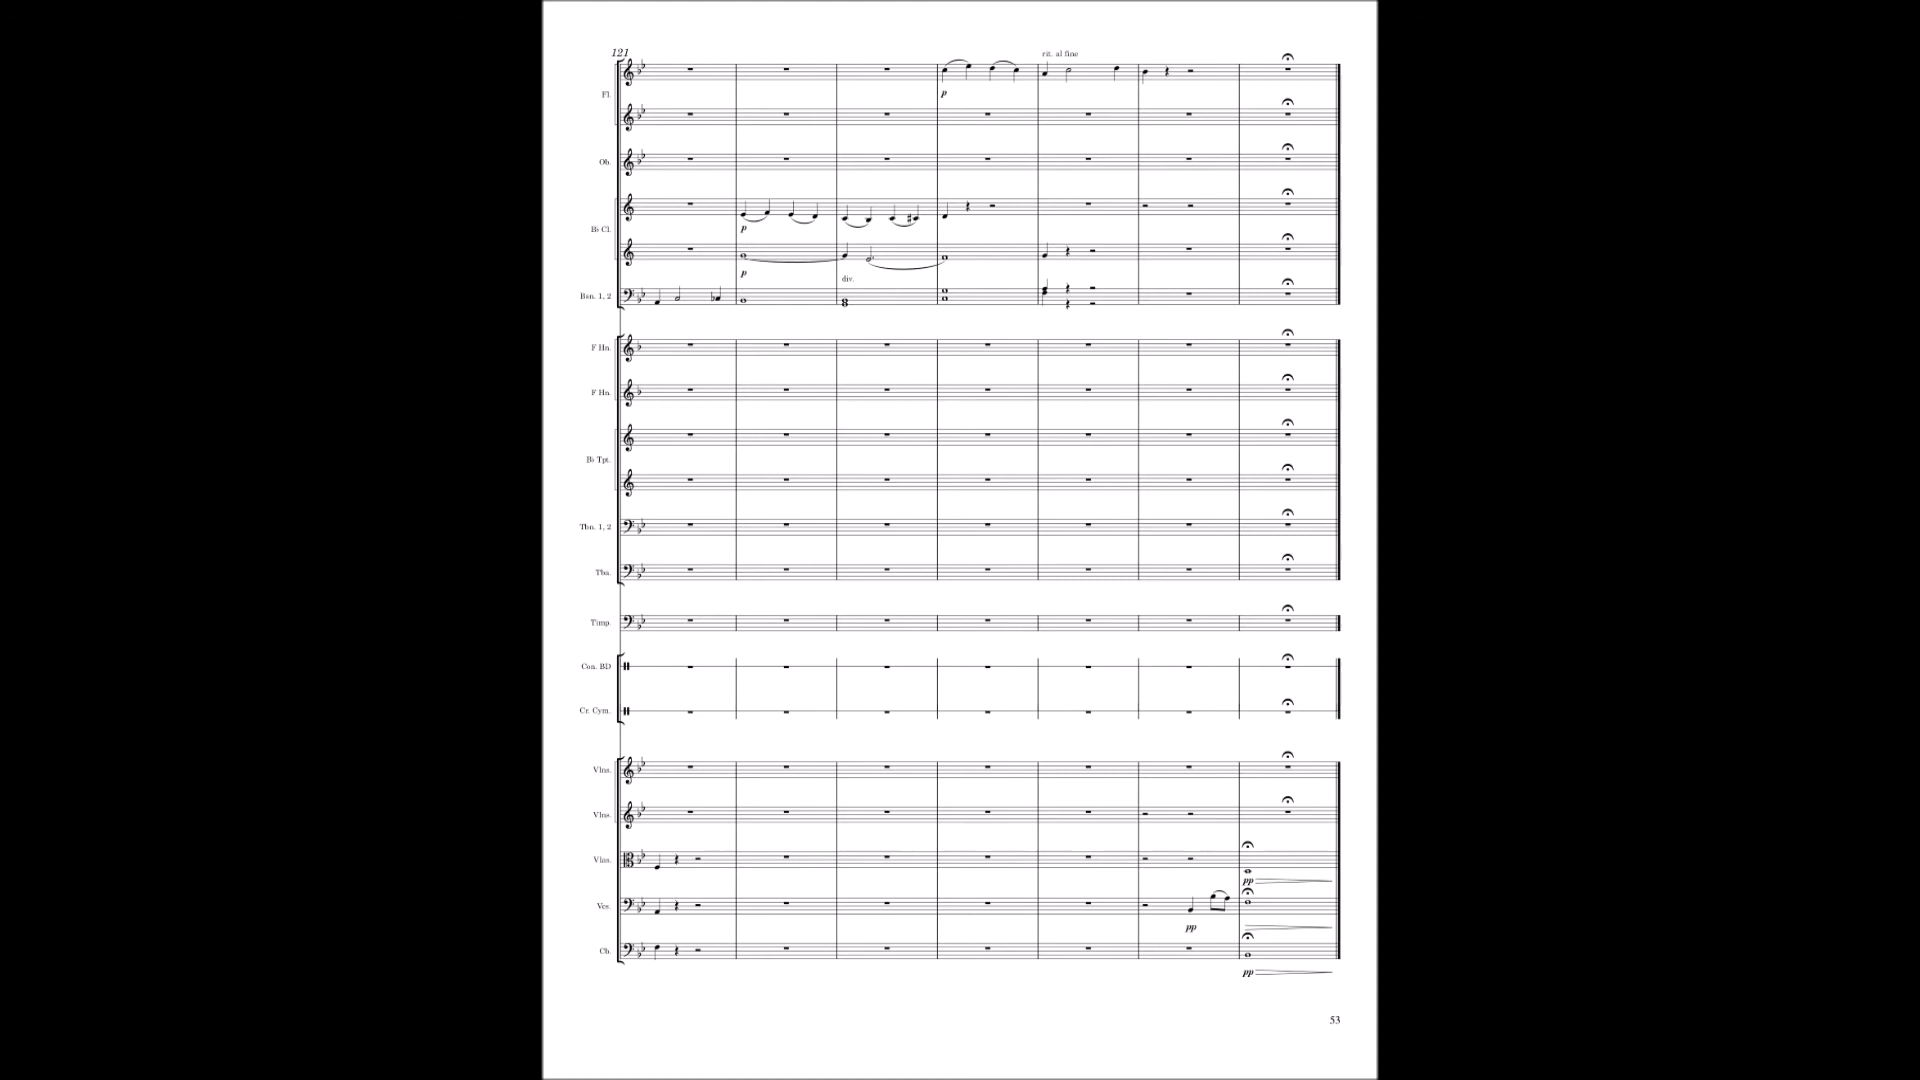 121
rit. al fine
Fl.
p
Ob.
B♭ Cl.
p
p
div.
Bsn. 1, 2
F Hn.
F Hn.
B♭ Tpt.
Tbn. 1, 2
Tba.
Timp.
Con. BD
Cr. Cym.
Vlns.
Vlns.
Vlas.
pp
Vcs.
pp
Cb.
pp
53